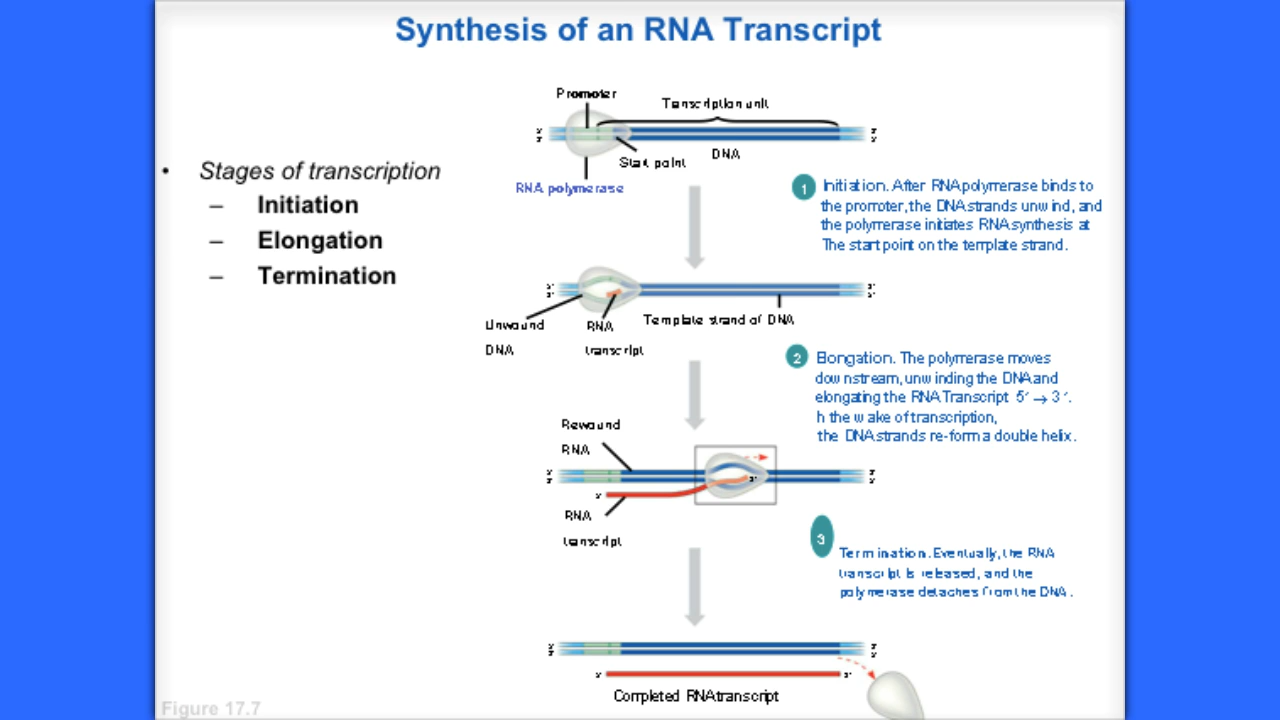 Synthesis of an RNA Transcript
• Stages of transcription
– Initiation
– Elongation
– Termination
Promoter
Transcription unit
Start point
DNA
RNA polymerase
1 Initiation. After RNA polymerase binds to
the promoter, the DNA strands unwind, and
the polymerase initiates RNA synthesis at
The start point on the template strand.
Unwound
DNA
RNA
transcript
Template strand of DNA
2 Elongation. The polymerase moves
downstream, unwinding the DNA and
elongating the RNA Transcript 5′ → 3 ′.
In the wake of transcription,
the DNA strands re-form a double helix.
Rewound
RNA
3′
RNA
transcript
3
Termination. Eventually, the RNA
transcript is released, and the
polymerase detaches from the DNA.
Completed RNA transcript
Figure 17.7